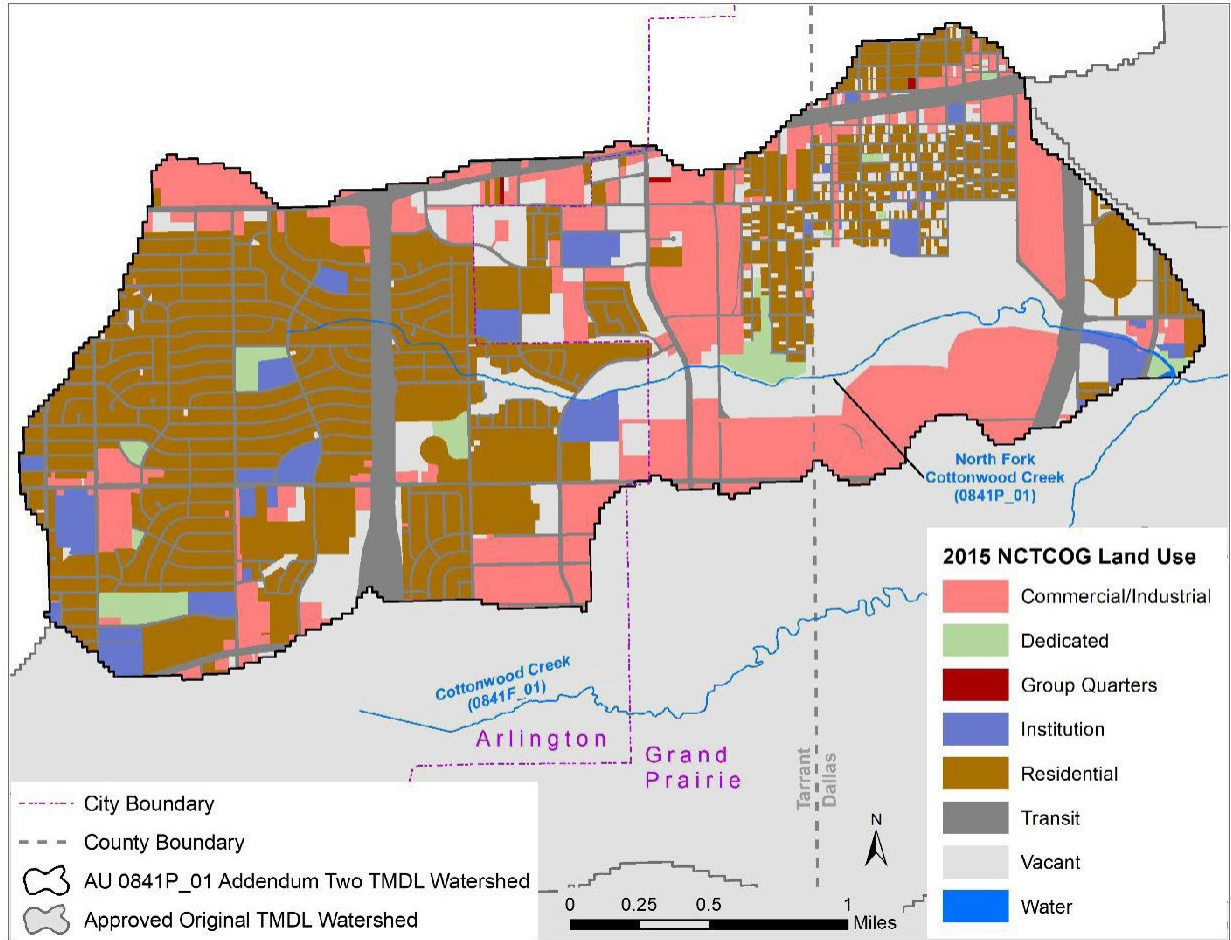 North Fork
Cottonwood Creek
(0841P_01)
Cottonwood Creek
(0841F_01)
Arlington
Grand
Prairie
Tarrant
Dallas
N
0 0.25 0.5 1
Miles
City Boundary
County Boundary
AU 0841P_01 Addendum Two TMDL Watershed
Approved Original TMDL Watershed
2015 NCTCOG Land Use
Commercial/Industrial
Dedicated
Group Quarters
Institution
Residential
Transit
Vacant
Water